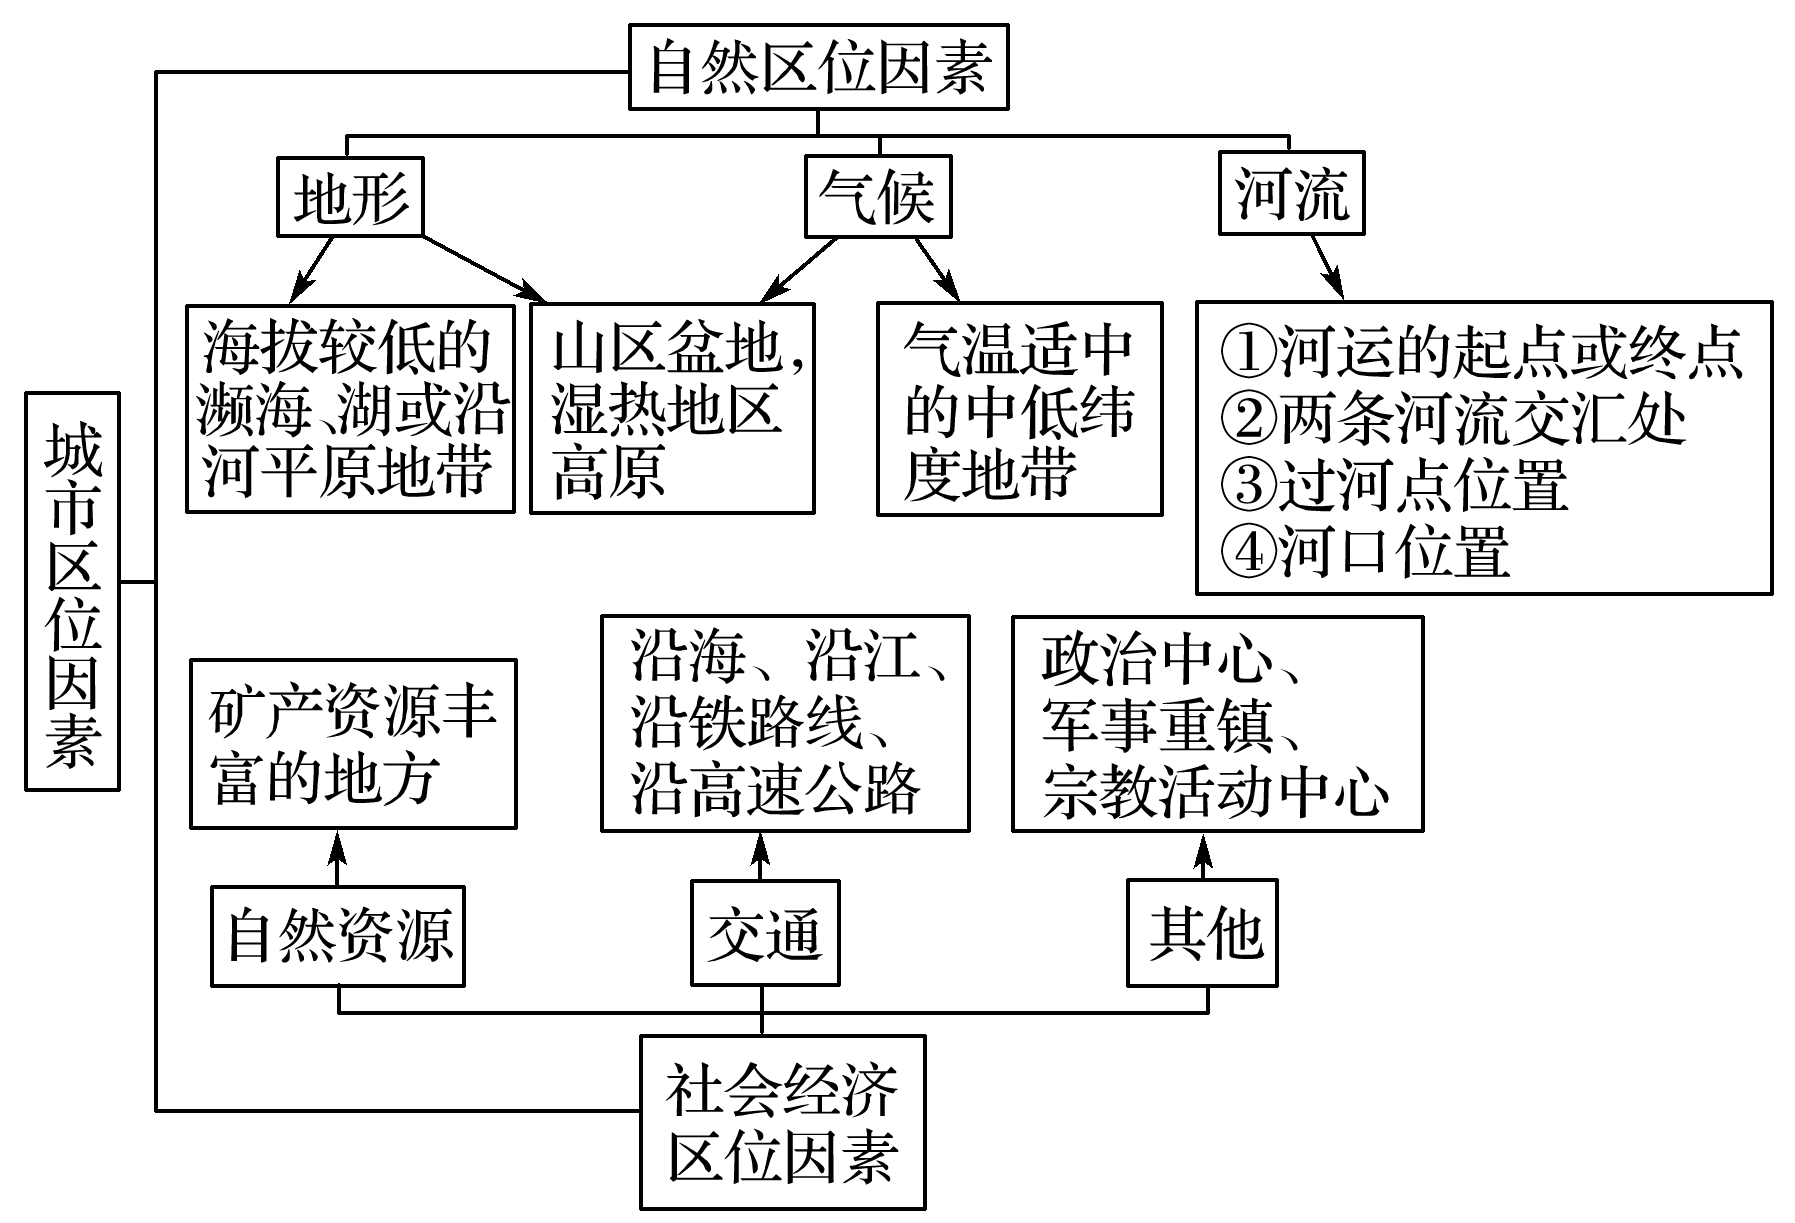 自然区位因素
地形
气候
河流
海拔较低的
濒海、湖或沿
河平原地带
山区盆地，
湿热地区
高原
气温适中
的中低纬
度地带
①河运的起点或终点
②两条河流交汇处
③过河点位置
④河口位置
城市区位因素
矿产资源丰
富的地方
沿海、沿江、
沿铁路线、
沿高速公路
政治中心、
军事重镇、
宗教活动中心
自然资源
交通
其他
社会经济
区位因素